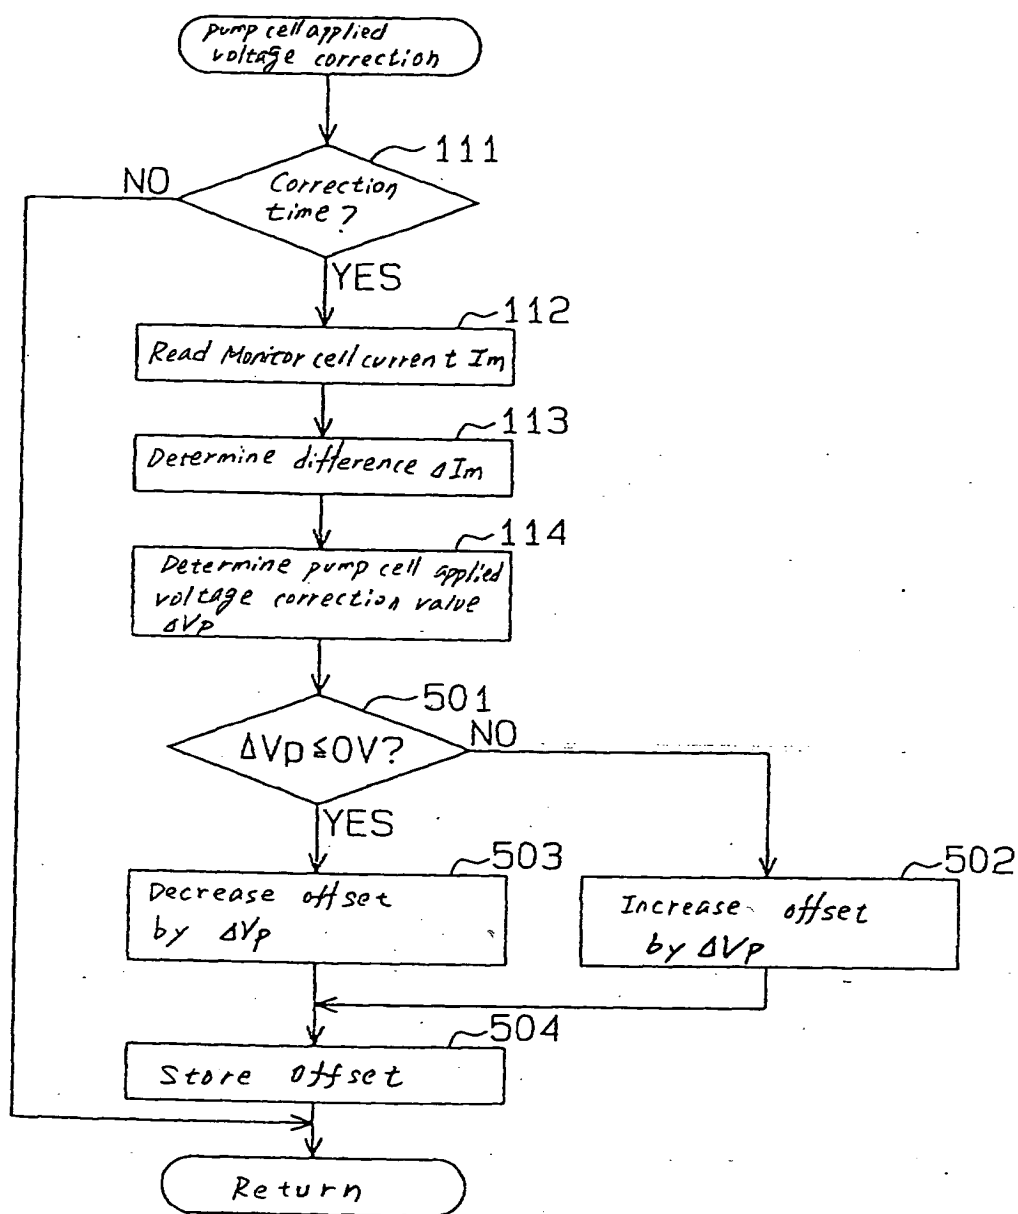 pump cell applied
voltage correction
111
NO
Correction
time?
YES
112
Read Monitor cell current Im
113
Determine difference ΔIm
114
Determine pump cell applied
voltage correction value
ΔVp
501
ΔVp≤0V?
NO
YES
503
Decrease offset
by ΔVp
502
Increase offset
by ΔVp
504
Store Offset
Return